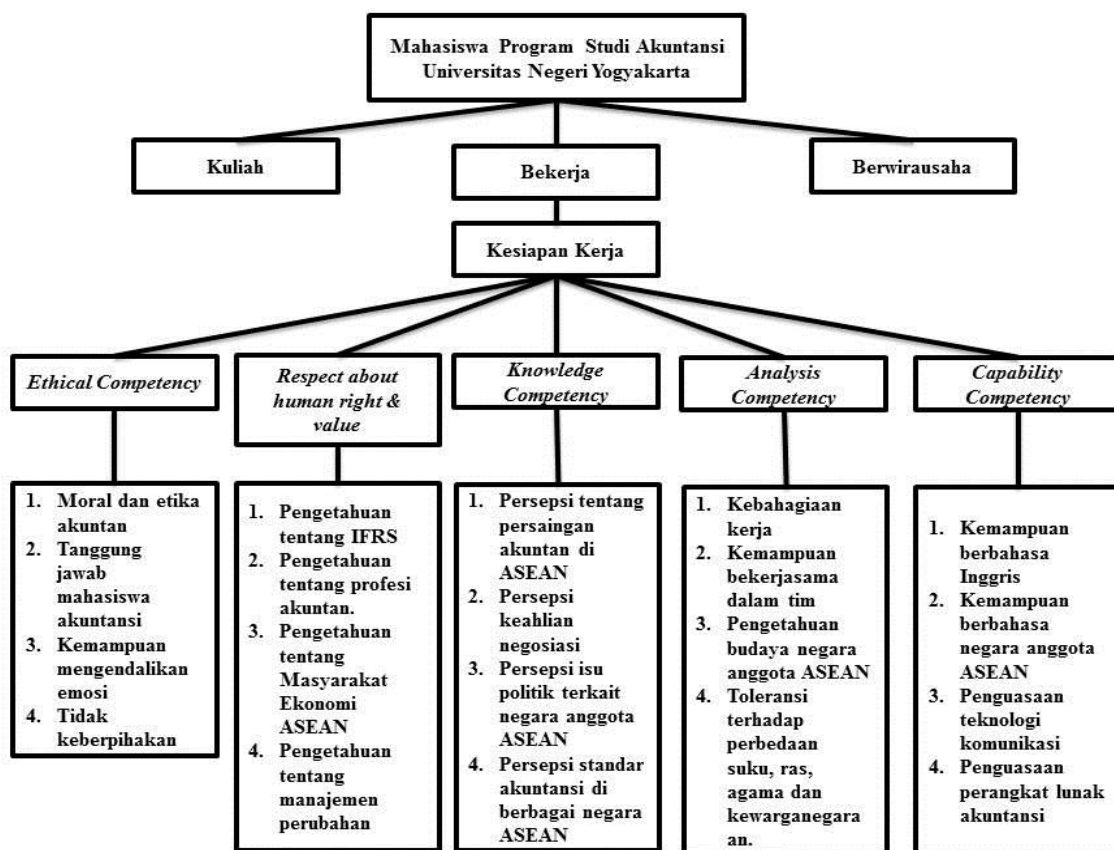 Mahasiswa Program Studi Akuntansi
Universitas Negeri Yogyakarta
Kuliah
Bekerja
Berwirausaha
Kesiapan Kerja
Ethical Competency
Respect about
human right &
value
Knowledge
Competency
Analysis
Competency
Capability
Competency
1. Moral dan etika
akuntan
2. Tanggung
jawab
mahasiswa
akuntansi
3. Kemampuan
mengendalikan
emosi
4. Tidak
keberpihakan
1. Pengetahuan
tentang IFRS
2. Pengetahuan
tentang profesi
akuntan.
3. Pengetahuan
tentang
Masyarakat
Ekonomi
ASEAN
4. Pengetahuan
tentang
manajemen
perubahan
1. Persepsi tentang
persaingan
akuntan di
ASEAN
2. Persepsi
keahlian
negosiasi
3. Persepsi isu
politik terkait
negara anggota
ASEAN
4. Persepsi standar
akuntansi di
berbagai negara
ASEAN
1. Kebahagiaan
kerja
2. Kemampuan
bekerjasama
dalam tim
3. Pengetahuan
budaya negara
anggota ASEAN
4. Toleransi
terhadap
perbedaan
suku, ras,
agama dan
kewarganegara
an.
1. Kemampuan
berbahasa
Inggris
2. Kemampuan
berbahasa
negara anggota
ASEAN
3. Penguasaan
teknologi
komunikasi
4. Penguasaan
perangkat lunak
akuntansi